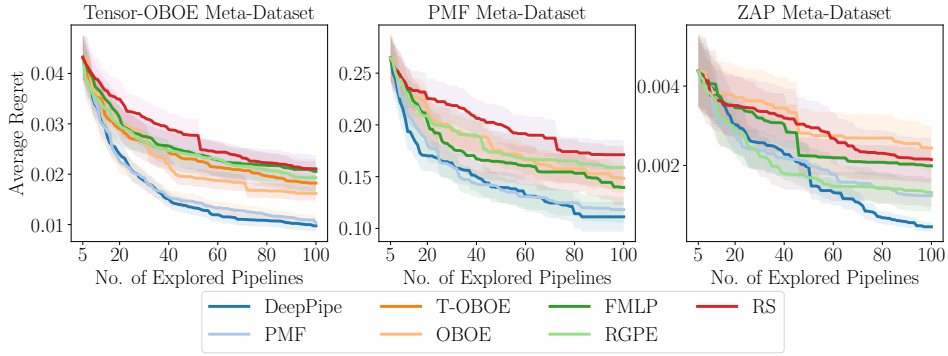 Tensor-OBOE Meta-Dataset
PMF Meta-Dataset
ZAP Meta-Dataset
Average Regret
0.04
0.03
0.02
0.01
0.25
0.20
0.15
0.10
0.004
0.002
5 20 40 60 80 100
5 20 40 60 80 100
5 20 40 60 80 100
No. of Explored Pipelines
No. of Explored Pipelines
No. of Explored Pipelines
DeepPipe T-OBOE FMLP RS
PMF OBOE RGPE